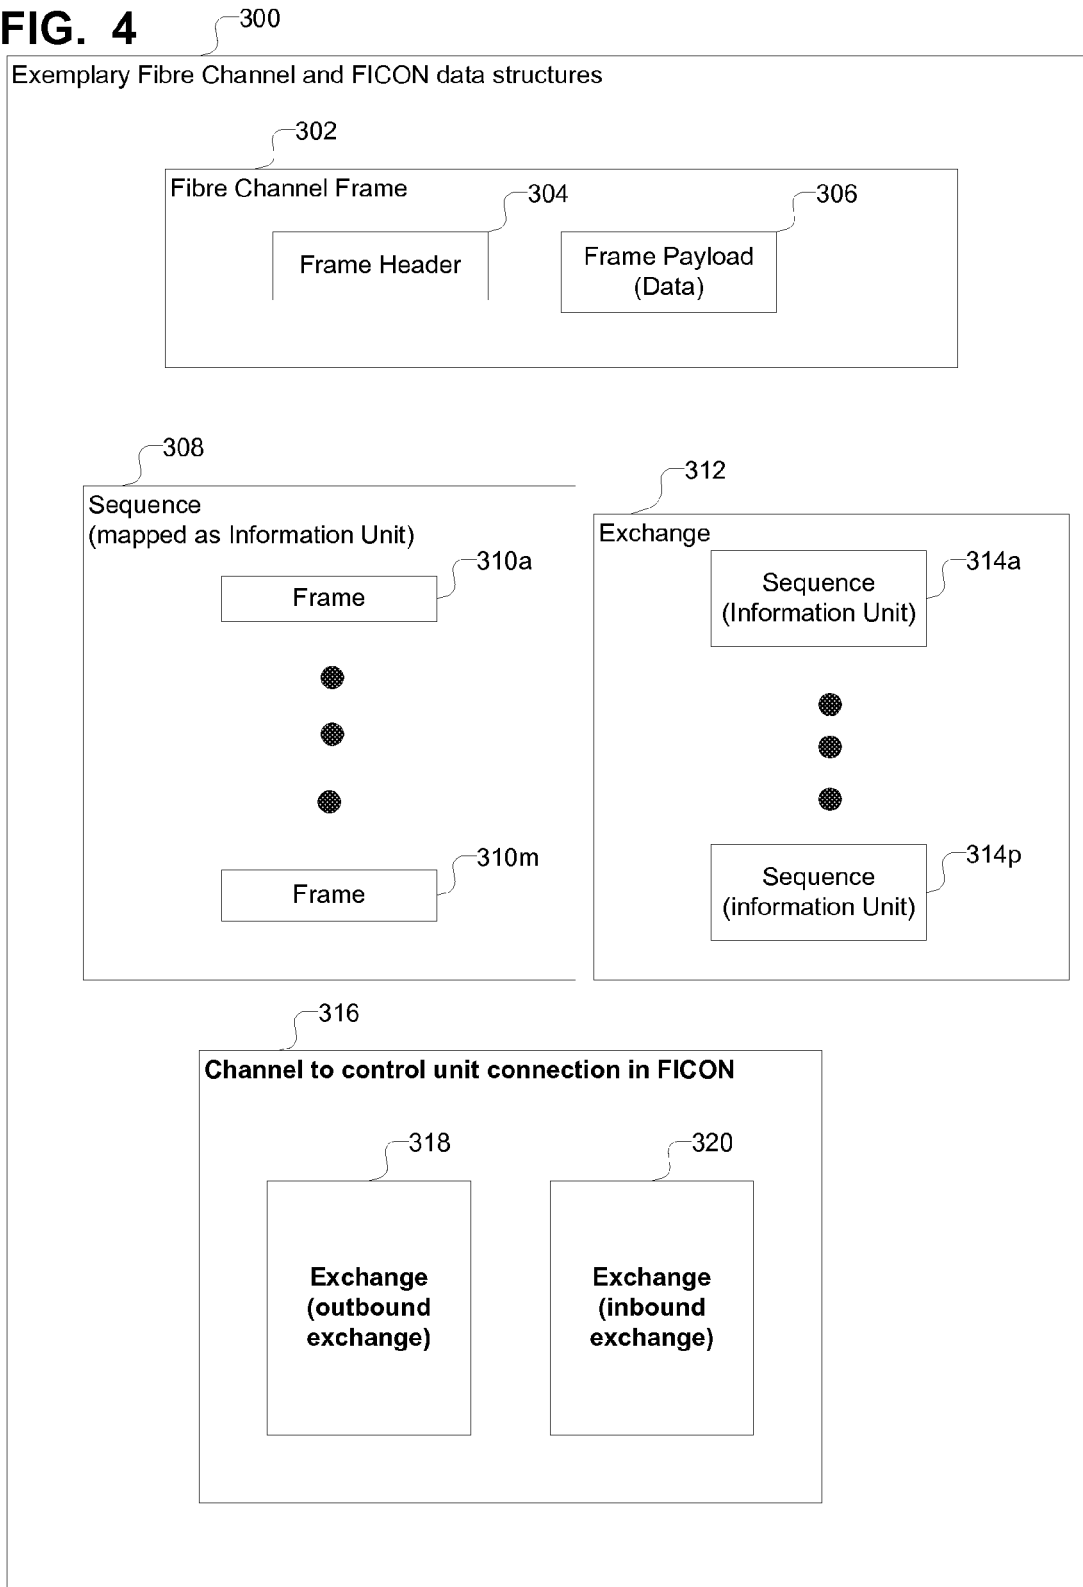 FIG. 4
300
Exemplary Fibre Channel and FICON data structures
302
Fibre Channel Frame
304
306
Frame Header
Frame Payload
(Data)
308
Sequence
(mapped as Information Unit)
310a
Frame
310m
Frame
312
Exchange
314a
Sequence
(Information Unit)
314p
Sequence
(information Unit)
316
Channel to control unit connection in FICON
318
320
Exchange
(outbound
exchange)
Exchange
(inbound
exchange)